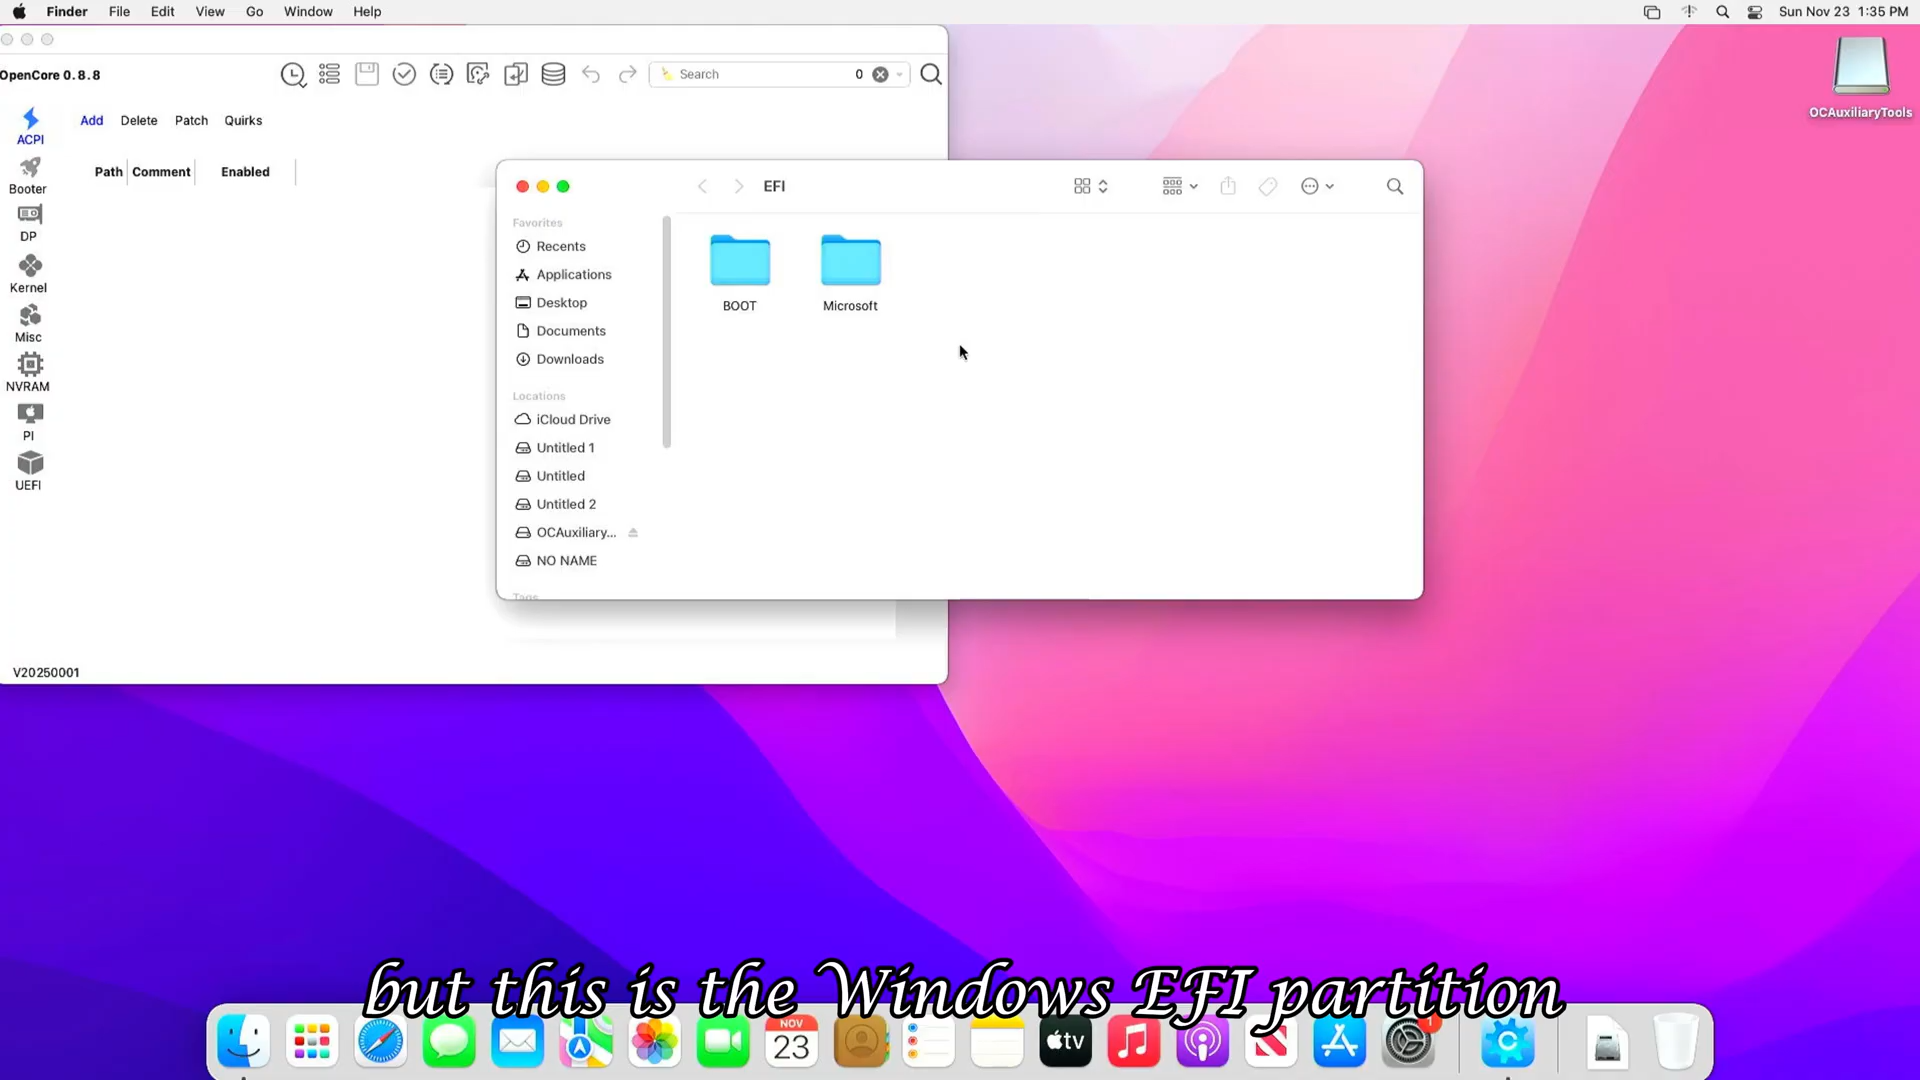 Finder File Edit View Go Window Help
Sun Nov 23 1:35 PM
OpenCore 0.8.8
Search
0
OCAuxiliaryTools
ACPI
Booter
DP
Kernel
Misc
NVRAM
PI
UEFI
Add Delete Patch Quirks
Path Comment Enabled
V20250001
EFI
Favorites
Recents
Applications
Desktop
Documents
Downloads
Locations
iCloud Drive
Untitled 1
Untitled
Untitled 2
OCAuxiliary...
NO NAME
Tags
BOOT
Microsoft
but this is the Windows EFI partition
NOV
23
tv
1